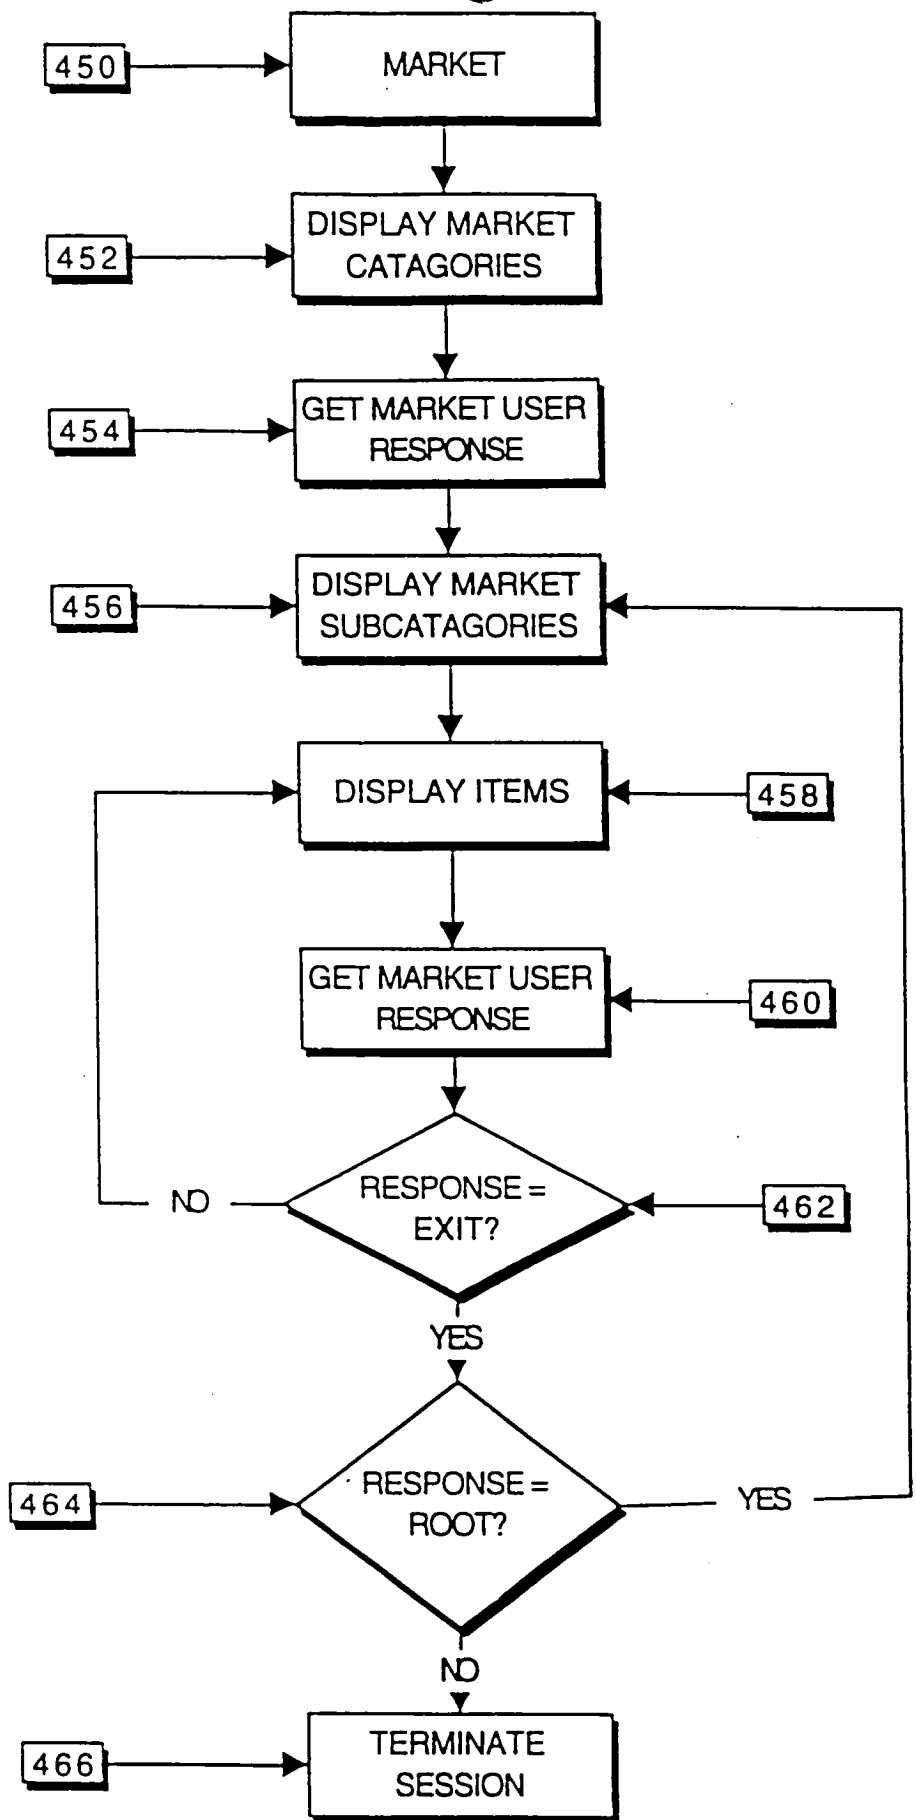 450
MARKET
452
DISPLAY MARKET
CATAGORIES
454
GET MARKET USER
RESPONSE
456
DISPLAY MARKET
SUBCATAGORIES
DISPLAY ITEMS
458
GET MARKET USER
RESPONSE
460
RESPONSE =
EXIT?
NO
462
YES
464
RESPONSE =
ROOT?
YES
NO
466
TERMINATE
SESSION